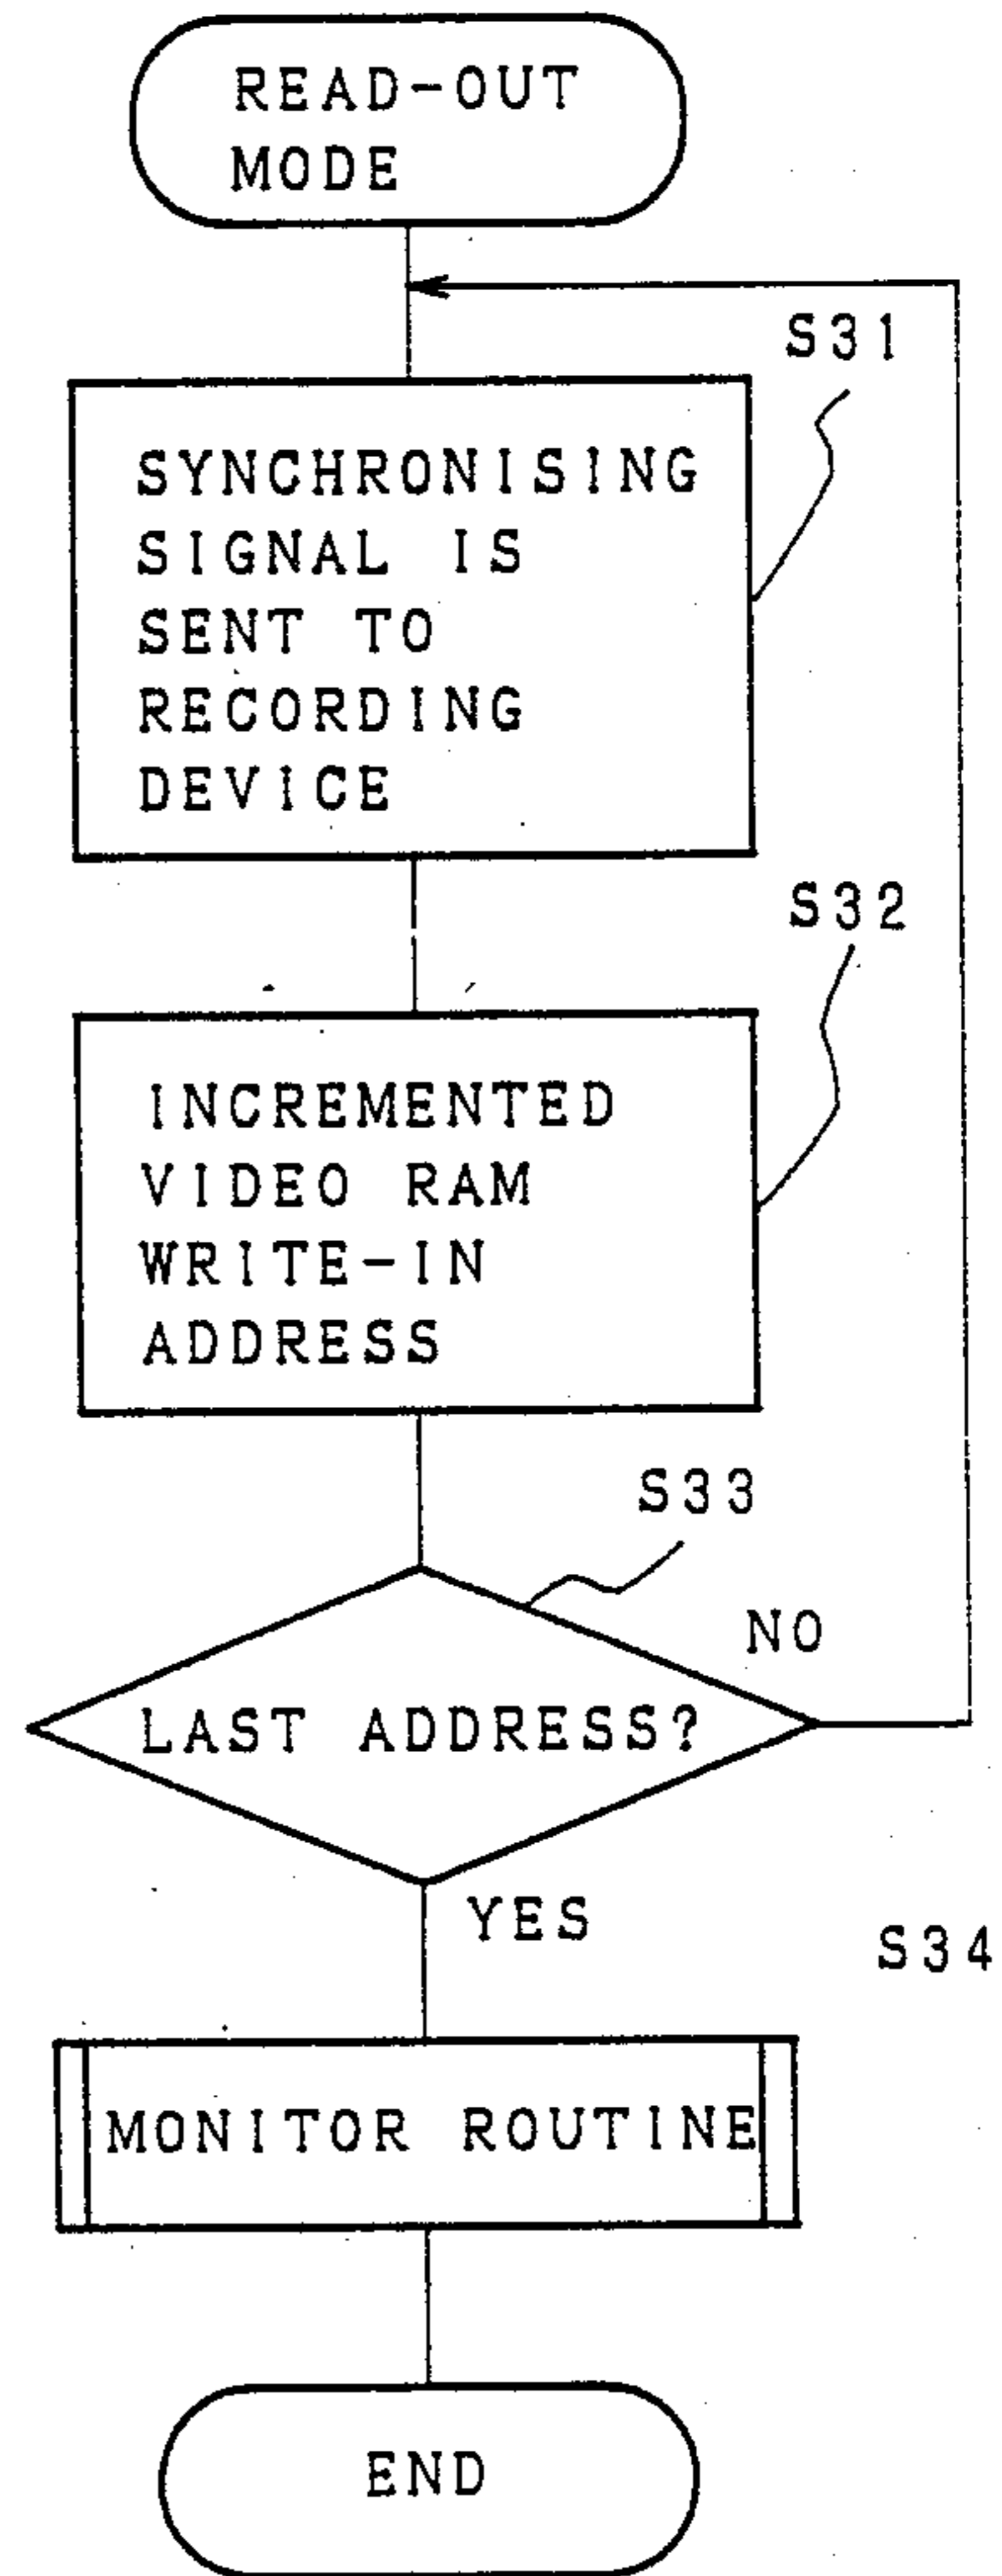 READ-OUT
MODE
S31
SYNCHRONISING
SIGNAL IS
SENT TO
RECORDING
DEVICE
S32
INCREMENTED
VIDEO RAM
WRITE-IN
ADDRESS
S33
NO
LAST ADDRESS?
YES
S34
MONITOR ROUTINE
END